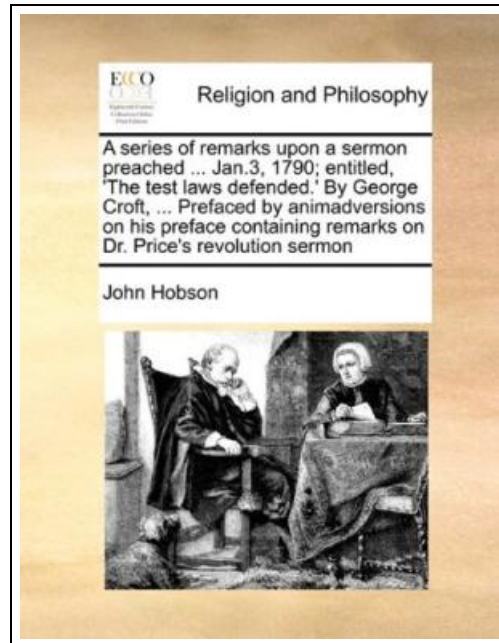 ECCO
Religion and Philosophy
A series of remarks upon a sermon
preached ... Jan.3, 1790; entitled,
'The test laws defended.' By George
Croft, ... Prefaced by animadversions
on his preface containing remarks on
Dr. Price's revolution sermon
John Hobson